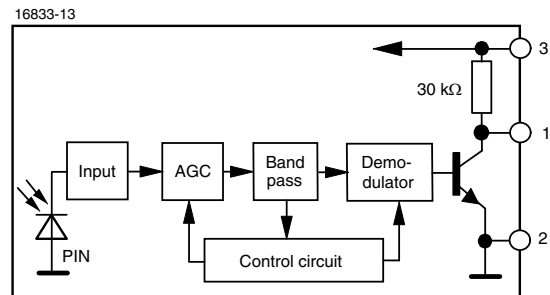 16833-13
3
30 kΩ
1
Input
AGC
Band
pass
Demo-
dulator
PIN
Control circuit
2